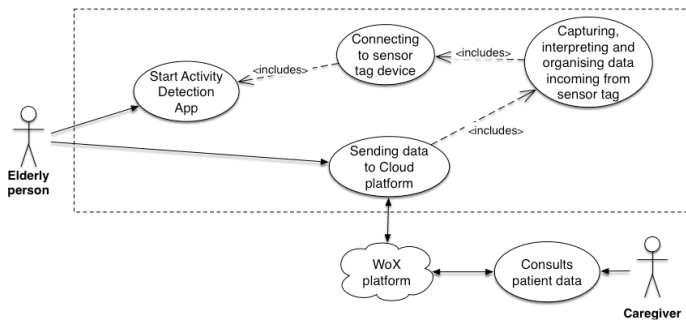 Start Activity
Detection
App
<includes>
Connecting
to sensor
tag device
<includes>
Capturing,
interpreting and
organising data
incoming from
sensor tag
<includes>
Elderly
person
Sending data
to Cloud
platform
WoX
platform
Consults
patient data
Caregiver